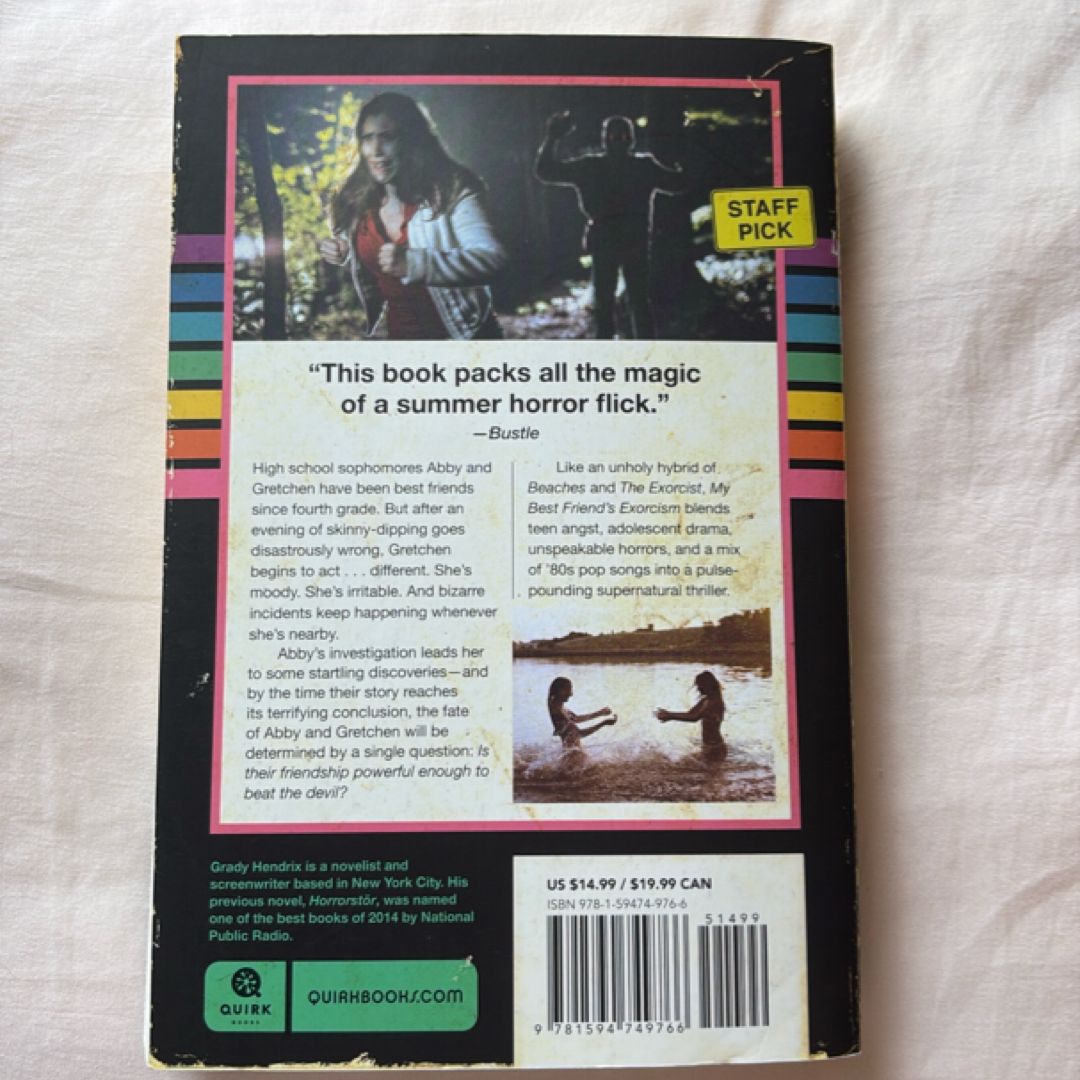 STAFF
PICK
“This book packs all the magic
of a summer horror flick.”
—Bustle
High school sophomores Abby and
Gretchen have been best friends
since fourth grade. But after an
evening of skinny-dipping goes
disastrously wrong, Gretchen
begins to act . . . different. She’s
moody. She’s irritable. And bizarre
incidents keep happening whenever
she’s nearby.
Abby’s investigation leads her
to some startling discoveries—and
by the time their story reaches
its terrifying conclusion, the fate
of Abby and Gretchen will be
determined by a single question: Is
their friendship powerful enough to
beat the devil?
Like an unholy hybrid of
Beaches and The Exorcist, My
Best Friend’s Exorcism blends
teen angst, adolescent drama,
unspeakable horrors, and a mix
of ’80s pop songs into a pulse-
pounding supernatural thriller.
Grady Hendrix is a novelist and
screenwriter based in New York City. His
previous novel, Horrorstör, was named
one of the best books of 2014 by National
Public Radio.
QUIRK
BOOKS
QUIRKBOOKS.COM
US $14.99 / $19.99 CAN
ISBN 978-1-59474-976-6
51499
9 781594 749766